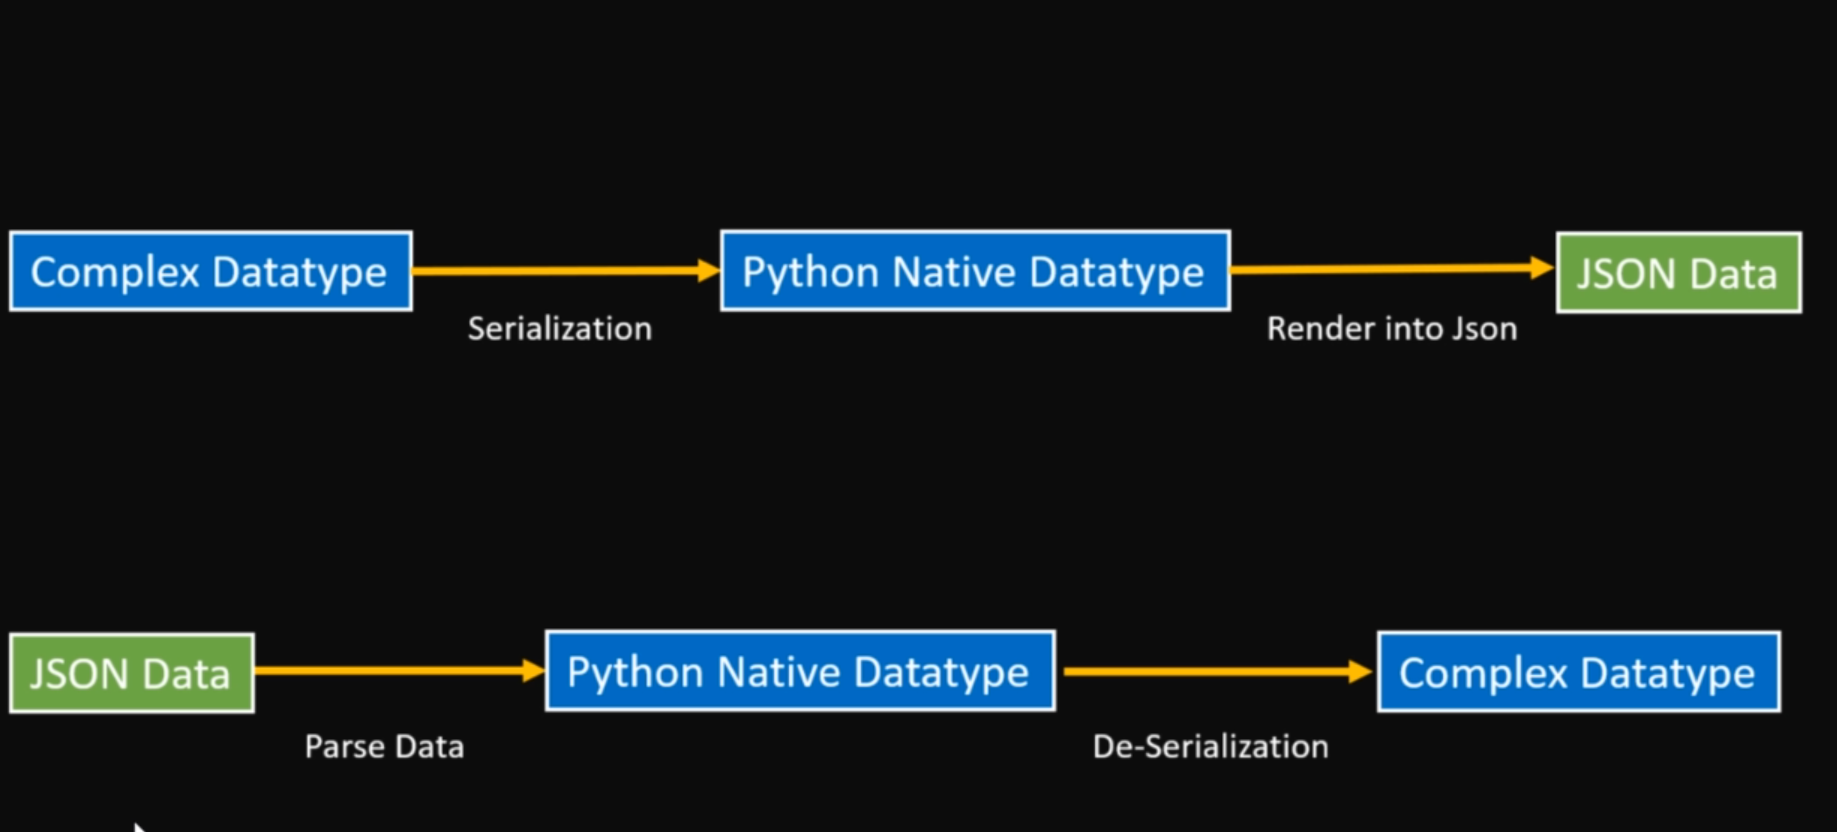 Complex Datatype
Serialization
Python Native Datatype
Render into Json
JSON Data
JSON Data
Parse Data
Python Native Datatype
De-Serialization
Complex Datatype